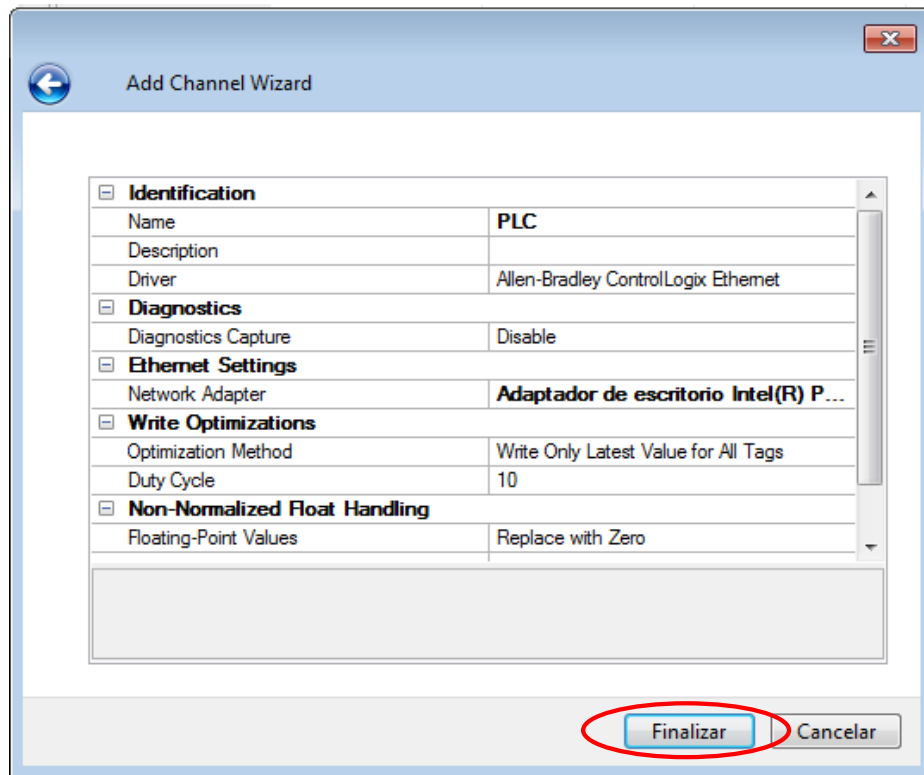 Add Channel Wizard
Identification
Name PLC
Description
Driver Allen-Bradley ControlLogix Ethernet
Diagnostics
Diagnostics Capture Disable
Ethernet Settings
Network Adapter Adaptador de escritorio Intel(R) P...
Write Optimizations
Optimization Method Write Only Latest Value for All Tags
Duty Cycle 10
Non-Normalized Float Handling
Floating-Point Values Replace with Zero
Finalizar Cancelar